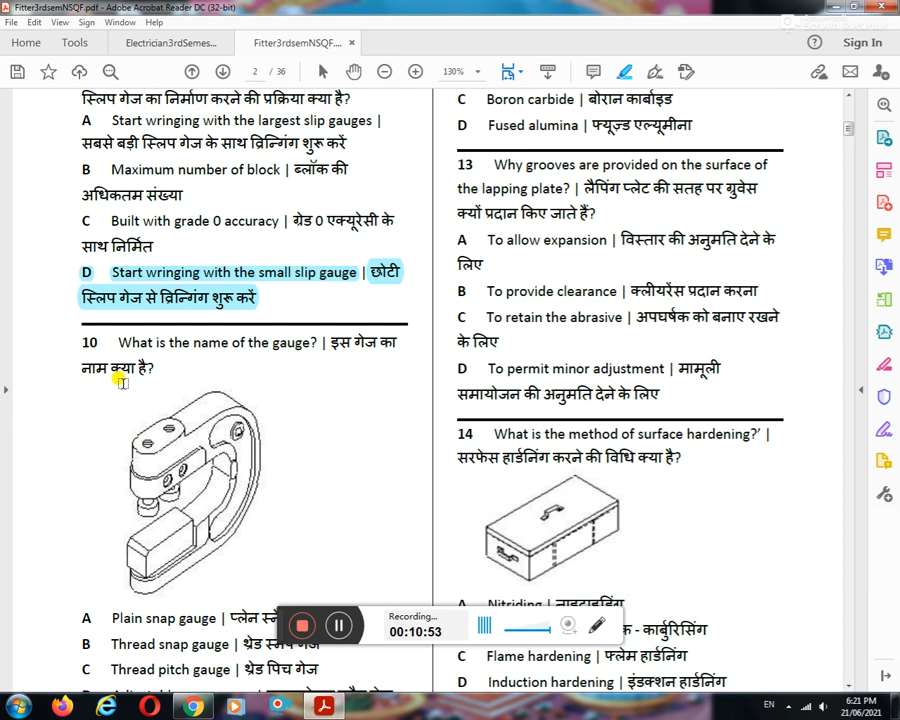 Fitter3rdsemNSQF.pdf - Adobe Acrobat Reader DC (32-bit)
File Edit View Sign Window Help
Home Tools Electrician3rdSemes... Fitter3rdsemNSQF.... × Sign In
2 / 36 130%
स्लिप गेज का निर्माण करने की प्रक्रिया क्या है?
A Start wringing with the largest slip gauges |
सबसे बड़ी स्लिप गेज के साथ व्रिन्गिंग शुरू करें
B Maximum number of block | ब्लॉक की
अधिकतम संख्या
C Built with grade 0 accuracy | ग्रेड 0 एक्यूरेसी के
साथ निर्मित
D Start wringing with the small slip gauge | छोटी
स्लिप गेज से व्रिन्गिंग शुरू करें
10 What is the name of the gauge? | इस गेज का
नाम क्या है?
A Plain snap gauge | प्लेन
B Thread snap gauge | थ्रेड स्नैप गेज
C Thread pitch gauge | थ्रेड पिच गेज
C Boron carbide | बोरान कार्बाइड
D Fused alumina | फ्यूज़्ड एल्यूमीना
13 Why grooves are provided on the surface of
the lapping plate? | लैपिंग प्लेट की सतह पर ग्रुवेस
क्यों प्रदान किए जाते हैं?
A To allow expansion | विस्तार की अनुमति देने के
लिए
B To provide clearance | क्लीयरेंस प्रदान करना
C To retain the abrasive | अपघर्षक को बनाए रखने
के लिए
D To permit minor adjustment | मामूली
समायोजन की अनुमति देने के लिए
14 What is the method of surface hardening?’ |
सरफेस हार्डनिंग करने की विधि क्या है?
A Nitriding | नाइट्राइडिंग
क - कार्बुरिसिंग
C Flame hardening | फ्लेम हार्डनिंग
D Induction hardening | इंडक्शन हार्डनिंग
Recording...
00:10:53
EN 6:21 PM
21/06/2021